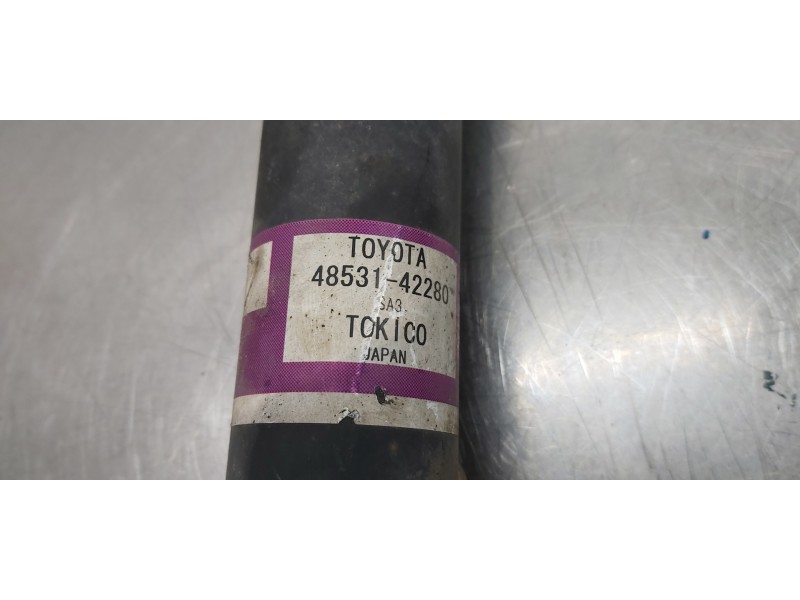 TOYOTA
48531-42280
SA3
TOKICO
JAPAN